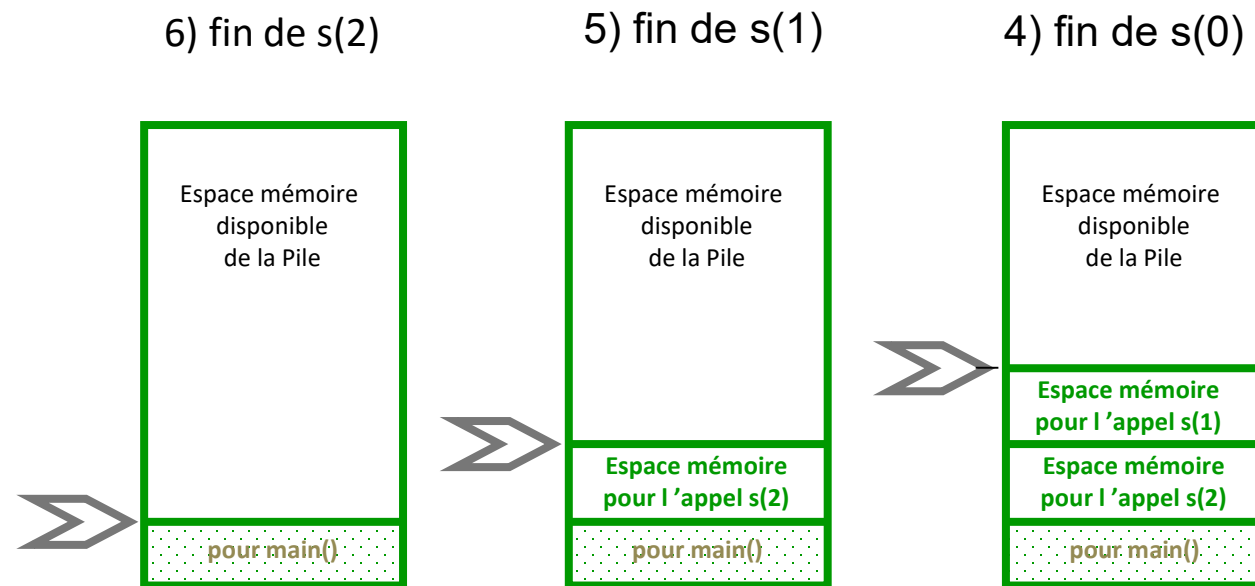 6) fin de s(2)
5) fin de s(1)
4) fin de s(0)
Espace mémoire
disponible
de la Pile
pour main()
Espace mémoire
disponible
de la Pile
Espace mémoire
pour l ’appel s(2)
pour main()
Espace mémoire
disponible
de la Pile
Espace mémoire
pour l ’appel s(1)
Espace mémoire
pour l ’appel s(2)
pour main()